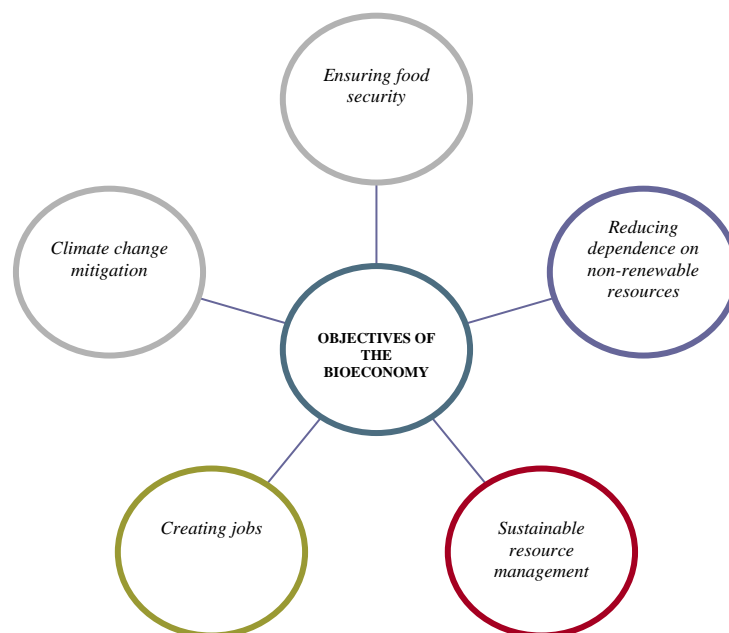 Ensuring food
security
Climate change
mitigation
Reducing
dependence on
non-renewable
resources
OBJECTIVES OF
THE
BIOECONOMY
Creating jobs
Sustainable
resource
management